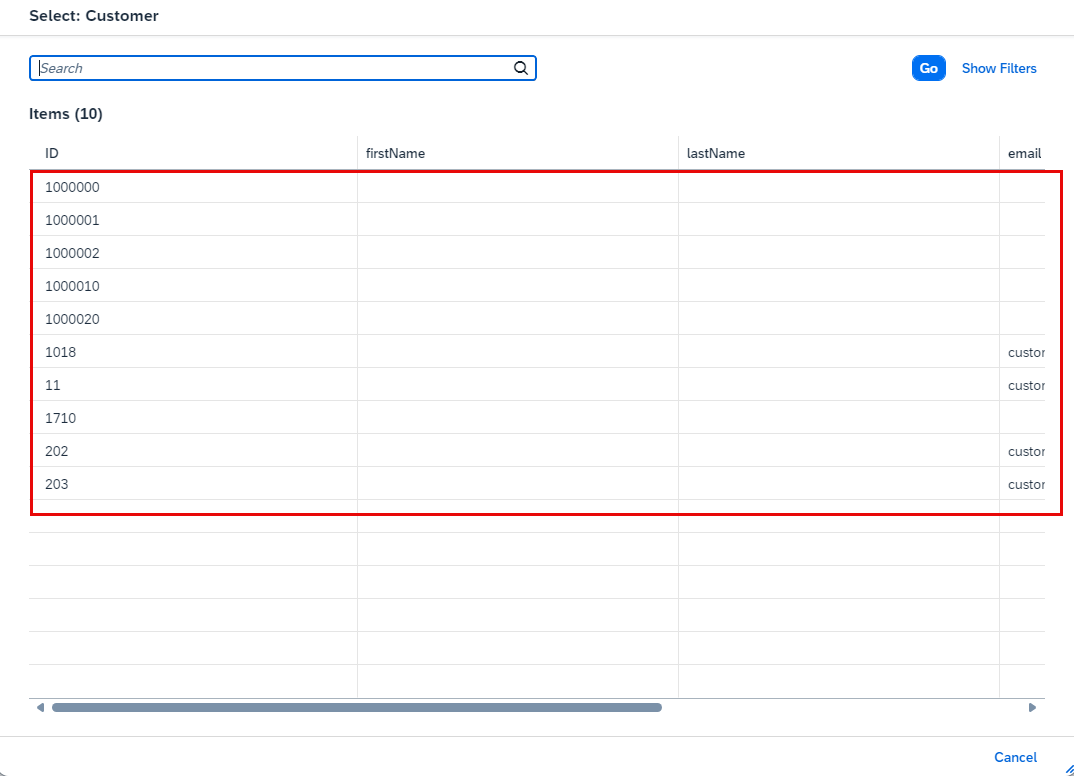 Select: Customer
Search
Go Show Filters
Items (10)
ID firstName lastName email
1000000
1000001
1000002
1000010
1000020
1018 custor
11 custor
1710
202 custor
203 custor
Cancel